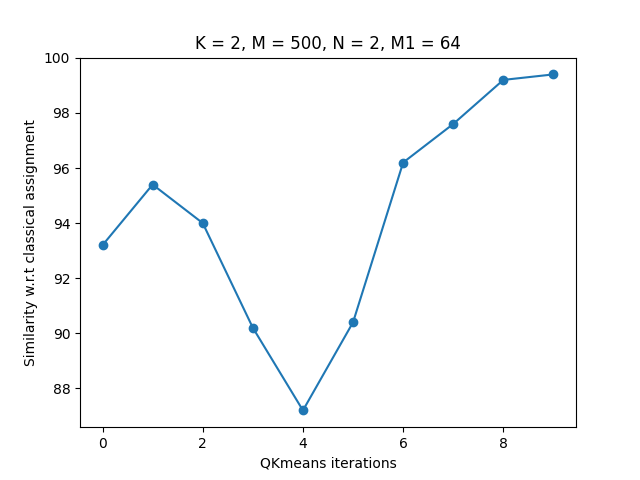 K = 2, M = 500, N = 2, M1 = 64
100
98
96
94
92
90
88
Similarity w.r.t classical assignment
0 2 4 6 8
QKmeans iterations